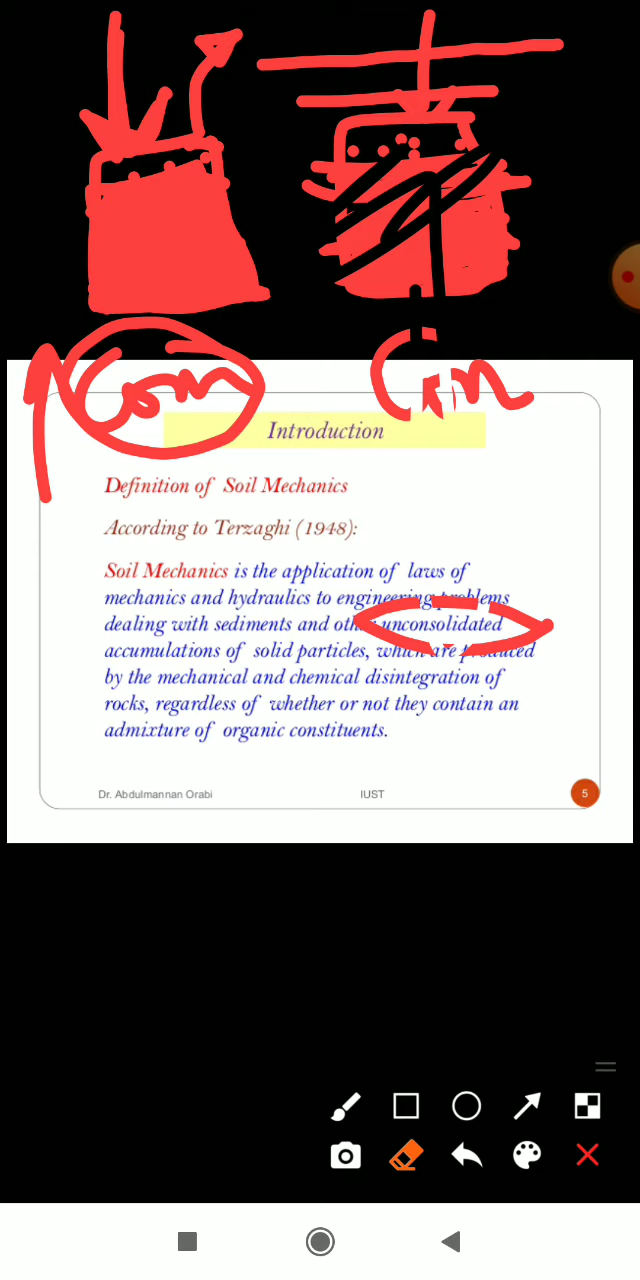 Com
Introduction
Definition of Soil Mechanics
According to Terzaghi (1948):
Soil Mechanics is the application of laws of
mechanics and hydraulics to engineering problems
dealing with sediments and other unconsolidated
accumulations of solid particles, which are produced
by the mechanical and chemical disintegration of
rocks, regardless of whether or not they contain an
admixture of organic constituents.
Dr. Abdulmannan Orabi IUST 5